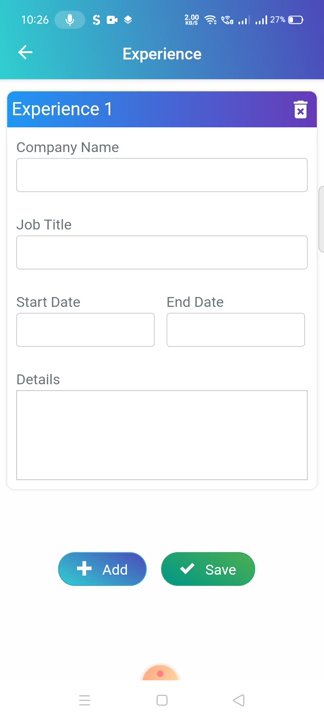 10:26 S 2.00 KB/S 27%
Experience
Experience 1
Company Name
Job Title
Start Date End Date
Details
Add Save